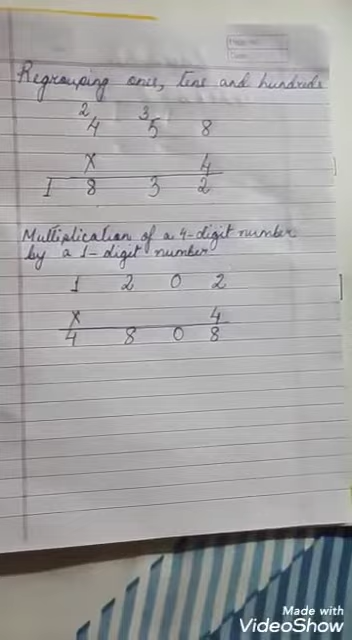 Regrouping ones, tens and hundreds
2 3
4 5 8
x 4
1 8 3 2
Multiplication of a 4-digit number
by a 1-digit number
1 2 0 2
x 4
4 8 0 8
Made with
VideoShow